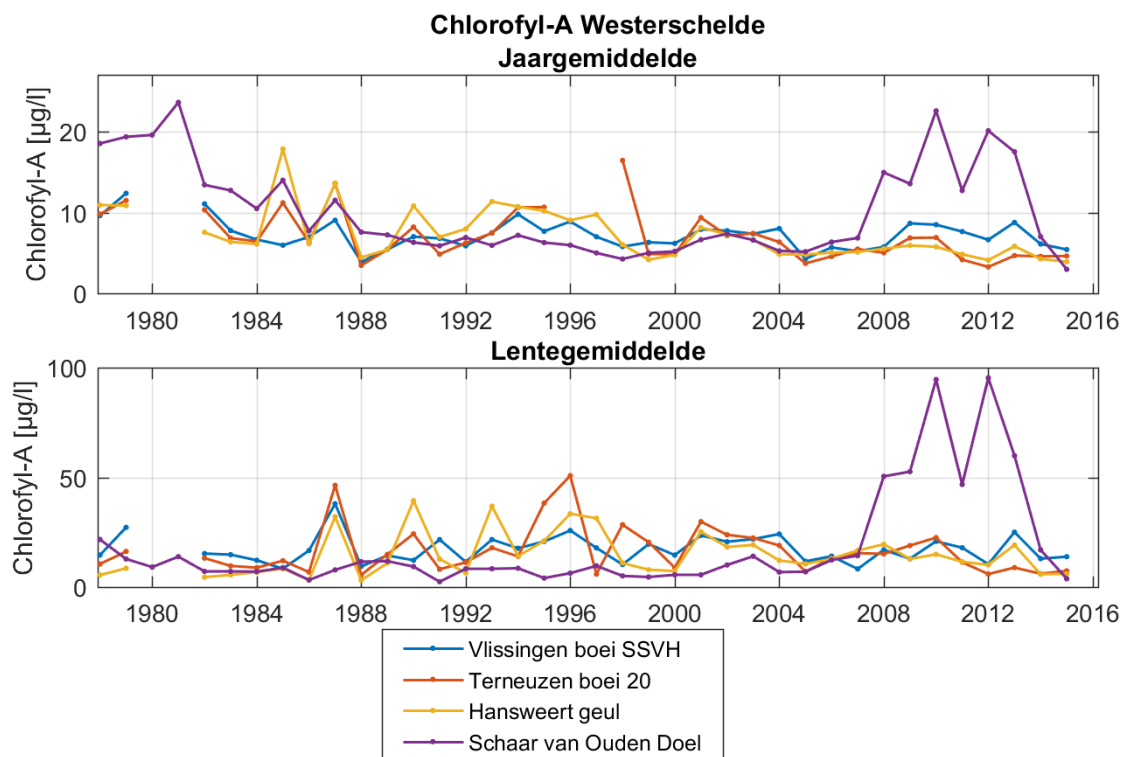 Chlorofyl-A Westerschelde
Jaargemiddelde
Chlorofyl-A [µg/l]
20
10
0
1980 1984 1988 1992 1996 2000 2004 2008 2012 2016
Lentegemiddelde
Chlorofyl-A [µg/l]
100
50
0
1980 1984 1988 1992 1996 2000 2004 2008 2012 2016
Vlissingen boei SSVH
Terneuzen boei 20
Hansweert geul
Schaar van Ouden Doel